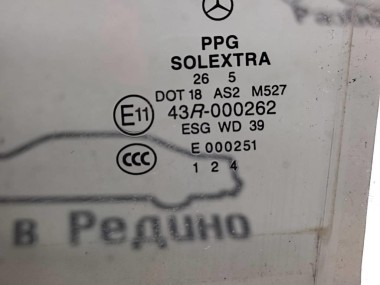 PPG
SOLEXTRA
26 5
DOT 18 AS2 M527
E11 43R-000262
ESG WD 39
CCC E 000251
1 2 4
в Редино